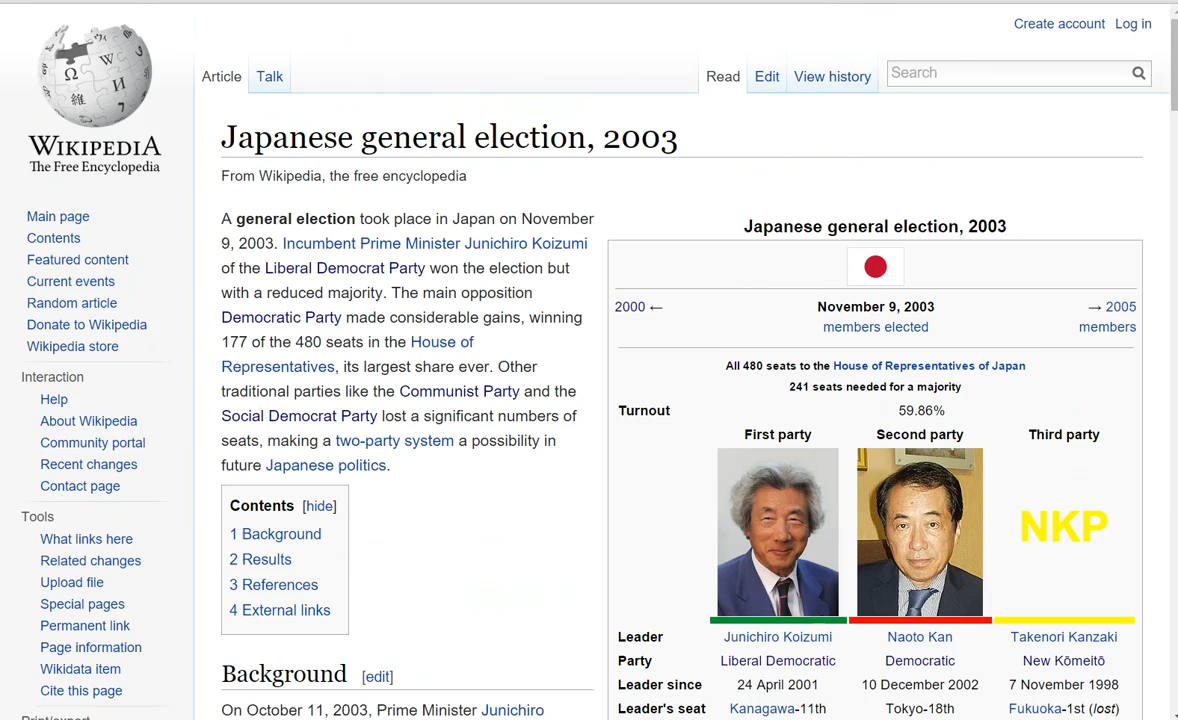 Create account Log in
Article Talk Read Edit View history Search
WIKIPEDIA
The Free Encyclopedia
Main page
Contents
Featured content
Current events
Random article
Donate to Wikipedia
Wikipedia store
Interaction
Help
About Wikipedia
Community portal
Recent changes
Contact page
Tools
What links here
Related changes
Upload file
Special pages
Permanent link
Page information
Wikidata item
Cite this page
Print/export
Japanese general election, 2003
From Wikipedia, the free encyclopedia
A general election took place in Japan on November
9, 2003. Incumbent Prime Minister Junichiro Koizumi
of the Liberal Democrat Party won the election but
with a reduced majority. The main opposition
Democratic Party made considerable gains, winning
177 of the 480 seats in the House of
Representatives, its largest share ever. Other
traditional parties like the Communist Party and the
Social Democrat Party lost a significant numbers of
seats, making a two-party system a possibility in
future Japanese politics.
Contents [hide]
1 Background
2 Results
3 References
4 External links
Background [edit]
On October 11, 2003, Prime Minister Junichiro
Japanese general election, 2003
2000 ← November 9, 2003 → 2005
members elected members
All 480 seats to the House of Representatives of Japan
241 seats needed for a majority
Turnout 59.86%
First party Second party Third party
NKP
Leader Junichiro Koizumi Naoto Kan Takenori Kanzaki
Party Liberal Democratic Democratic New Kōmeitō
Leader since 24 April 2001 10 December 2002 7 November 1998
Leader's seat Kanagawa-11th Tokyo-18th Fukuoka-1st (lost)